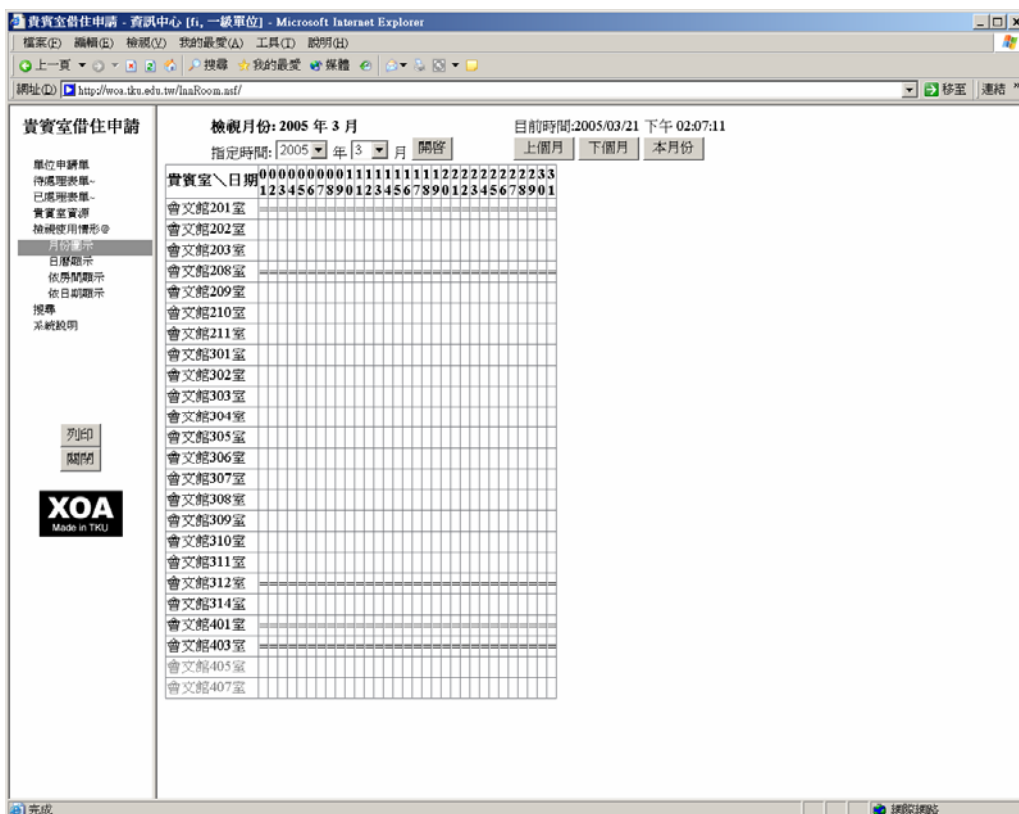 貴賓室借住申請 - 資訊中心 [fi, 一級單位] - Microsoft Internet Explorer
檔案(F) 編輯(E) 檢視(V) 我的最愛(A) 工具(T) 說明(H)
上一頁 搜尋 我的最愛 媒體
網址(D) http://woa.tku.edu.tw/InnRoom.nsf/ 移至 連結 »
貴賓室借住申請
單位申請單
待處理表單~
已處理表單~
貴賓室資源
檢視使用情形@
月份圖示
日曆顯示
依房間顯示
依日期顯示
搜尋
系統說明
列印
關閉
XOA
Made in TKU
檢視月份: 2005 年 3 月 目前時間:2005/03/21 下午 02:07:11
指定時間: 2005 年 3 月 開啓 上個月 下個月 本月份
貴賓室\日期 0000000001111111111222222222233
1234567890123456789012345678901
會文館201室 ===============================
會文館202室
會文館203室
會文館208室 ===============================
會文館209室
會文館210室
會文館211室
會文館301室
會文館302室
會文館303室
會文館304室
會文館305室
會文館306室
會文館307室
會文館308室
會文館309室
會文館310室
會文館311室
會文館312室 ===============================
會文館314室
會文館401室 ===============================
會文館403室 ===============================
會文館405室
會文館407室
完成 網際網路